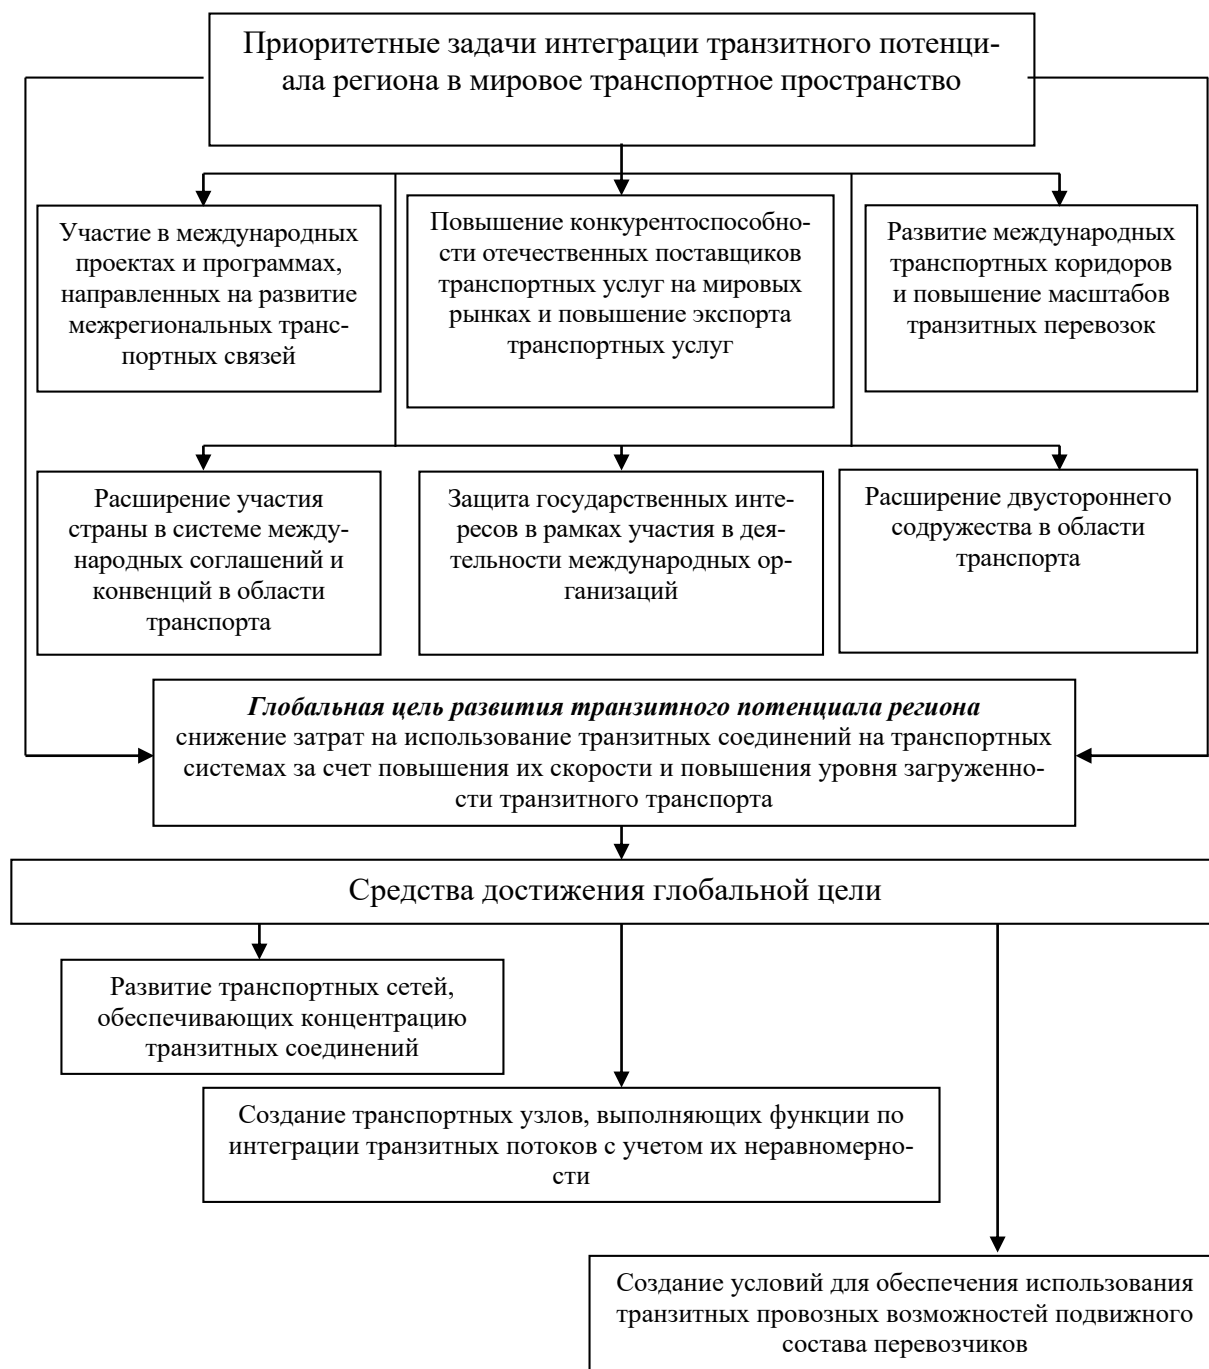 Приоритетные задачи интеграции транзитного потенци-
ала региона в мировое транспортное пространство
Участие в международных
проектах и программах,
направленных на развитие
межрегиональных транс-
портных связей
Повышение конкурентоспособно-
сти отечественных поставщиков
транспортных услуг на мировых
рынках и повышение экспорта
транспортных услуг
Развитие международных
транспортных коридоров
и повышение масштабов
транзитных перевозок
Расширение участия
страны в системе между-
народных соглашений и
конвенций в области
транспорта
Защита государственных инте-
ресов в рамках участия в дея-
тельности международных ор-
ганизаций
Расширение двустороннего
содружества в области
транспорта
Глобальная цель развития транзитного потенциала региона
снижение затрат на использование транзитных соединений на транспортных
системах за счет повышения их скорости и повышения уровня загруженно-
сти транзитного транспорта
Средства достижения глобальной цели
Развитие транспортных сетей,
обеспечивающих концентрацию
транзитных соединений
Создание транспортных узлов, выполняющих функции по
интеграции транзитных потоков с учетом их неравномерно-
сти
Создание условий для обеспечения использования
транзитных провозных возможностей подвижного
состава перевозчиков